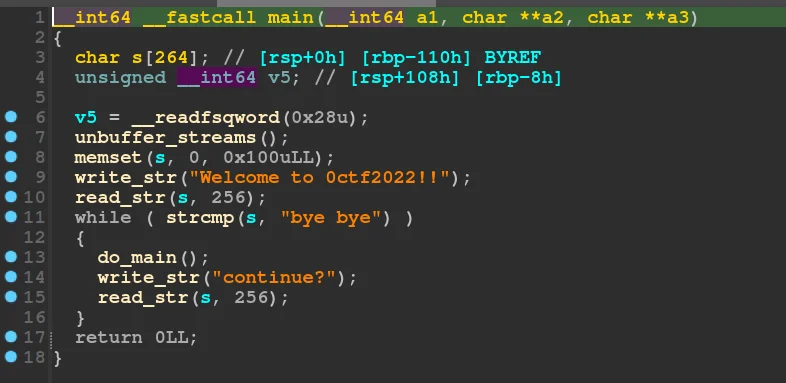 1 __int64 __fastcall main(__int64 a1, char **a2, char **a3)
2 {
3 char s[264]; // [rsp+0h] [rbp-110h] BYREF
4 unsigned __int64 v5; // [rsp+108h] [rbp-8h]
5
6 v5 = __readfsqword(0x28u);
7 unbuffer_streams();
8 memset(s, 0, 0x100uLL);
9 write_str("Welcome to 0ctf2022!!");
10 read_str(s, 256);
11 while ( strcmp(s, "bye bye") )
12 {
13 do_main();
14 write_str("continue?");
15 read_str(s, 256);
16 }
17 return 0LL;
18 }